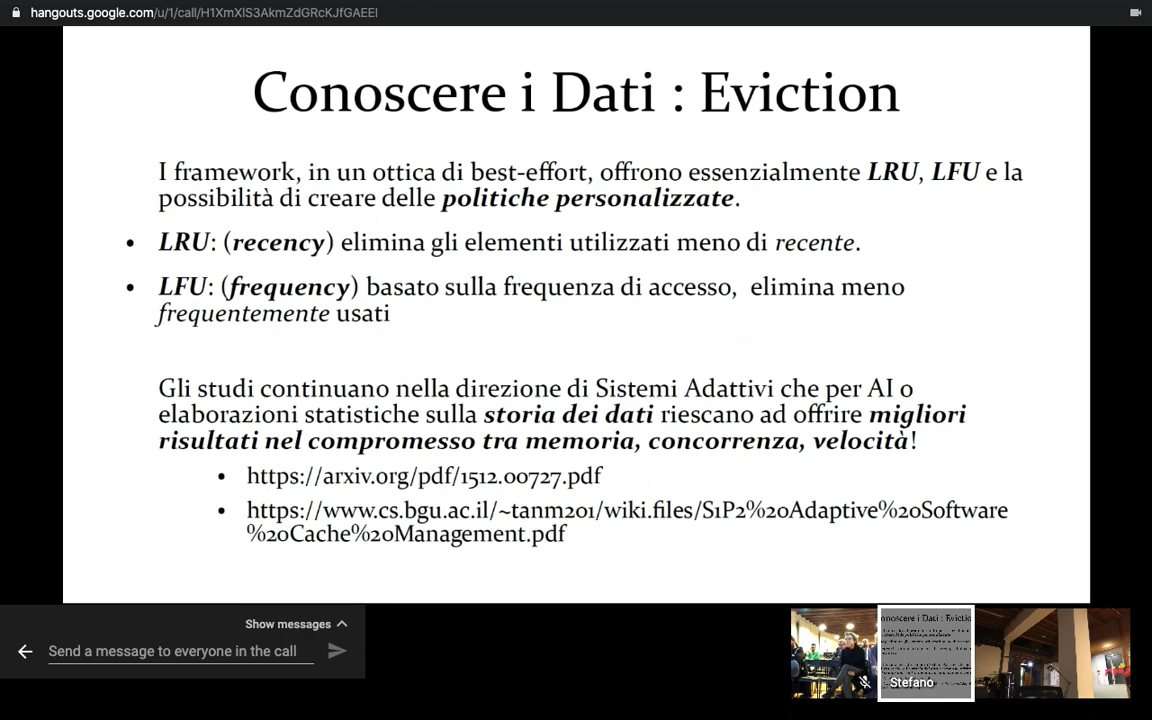 hangouts.google.com/u/1/call/H1XmXlS3AkmZdGRcKJfGAEEI
Conoscere i Dati : Eviction
I framework, in un ottica di best-effort, offrono essenzialmente LRU, LFU e la
possibilità di creare delle politiche personalizzate.
• LRU: (recency) elimina gli elementi utilizzati meno di recente.
• LFU: (frequency) basato sulla frequenza di accesso, elimina meno
frequentemente usati
Gli studi continuano nella direzione di Sistemi Adattivi che per AI o
elaborazioni statistiche sulla storia dei dati riescano ad offrire migliori
risultati nel compromesso tra memoria, concorrenza, velocità!
• https://arxiv.org/pdf/1512.00727.pdf
• https://www.cs.bgu.ac.il/~tanm201/wiki.files/S1P2%20Adaptive%20Software
%20Cache%20Management.pdf
Show messages
Send a message to everyone in the call
Conoscere i Dati : Evictio
Stefano